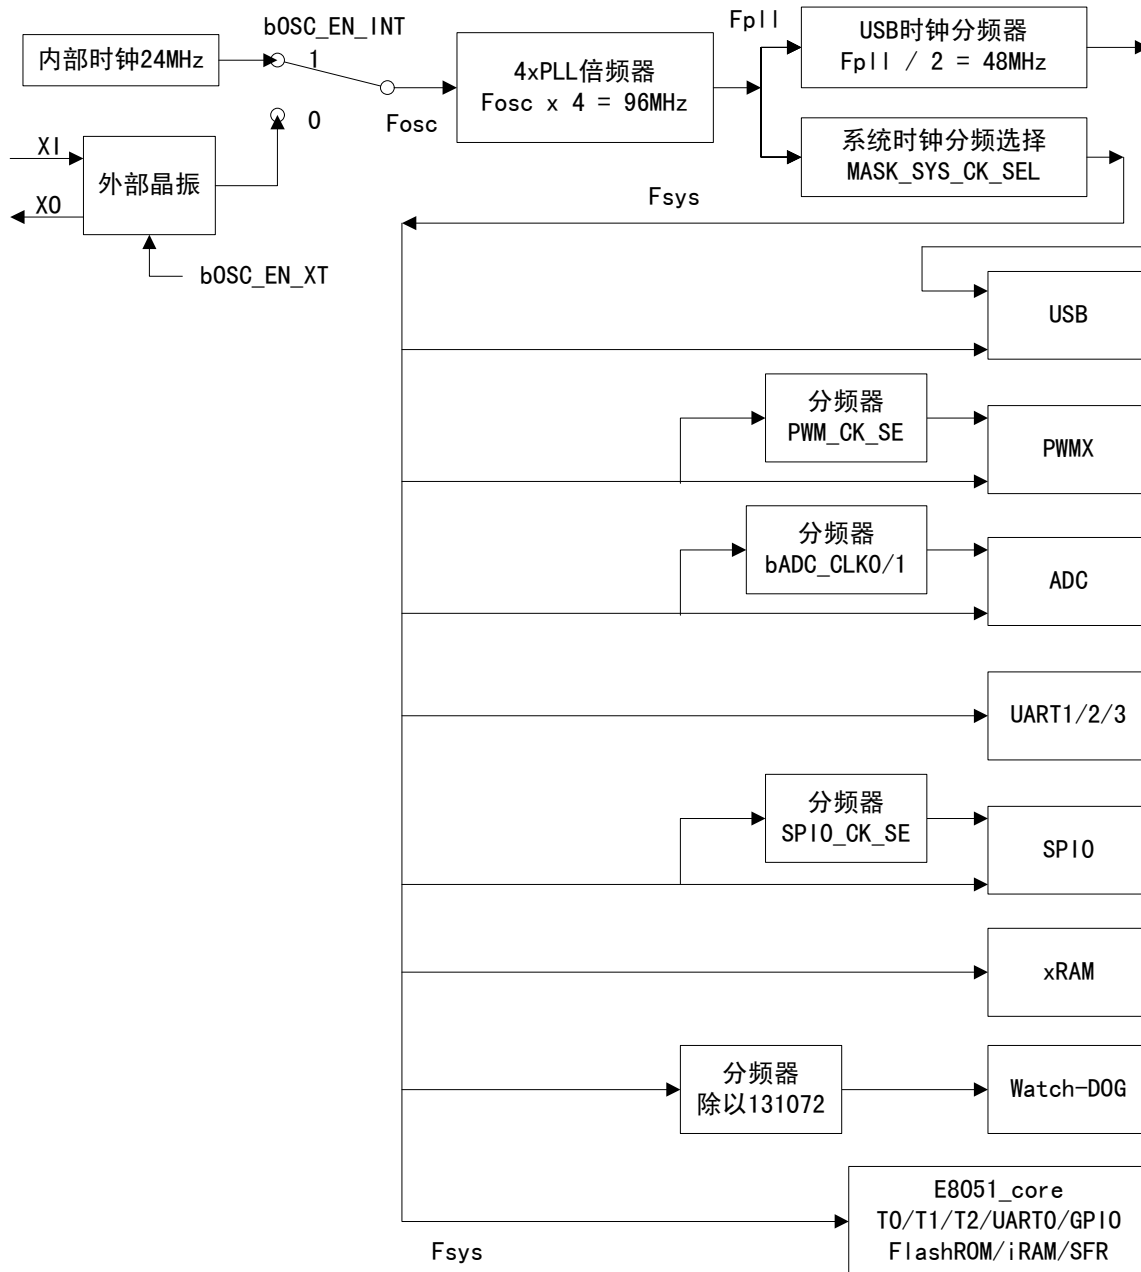 bOSC_EN_INT
内部时钟24MHz
1
0
Fosc
4xPLL倍频器
Fosc x 4 = 96MHz
Fpll
USB时钟分频器
Fpll / 2 = 48MHz
系统时钟分频选择
MASK_SYS_CK_SEL
XI
XO
外部晶振
bOSC_EN_XT
Fsys
USB
分频器
PWM_CK_SE
PWMX
分频器
bADC_CLK0/1
ADC
UART1/2/3
分频器
SPI0_CK_SE
SPI0
xRAM
分频器
除以131072
Watch-DOG
E8051_core
T0/T1/T2/UART0/GPIO
FlashROM/iRAM/SFR
Fsys